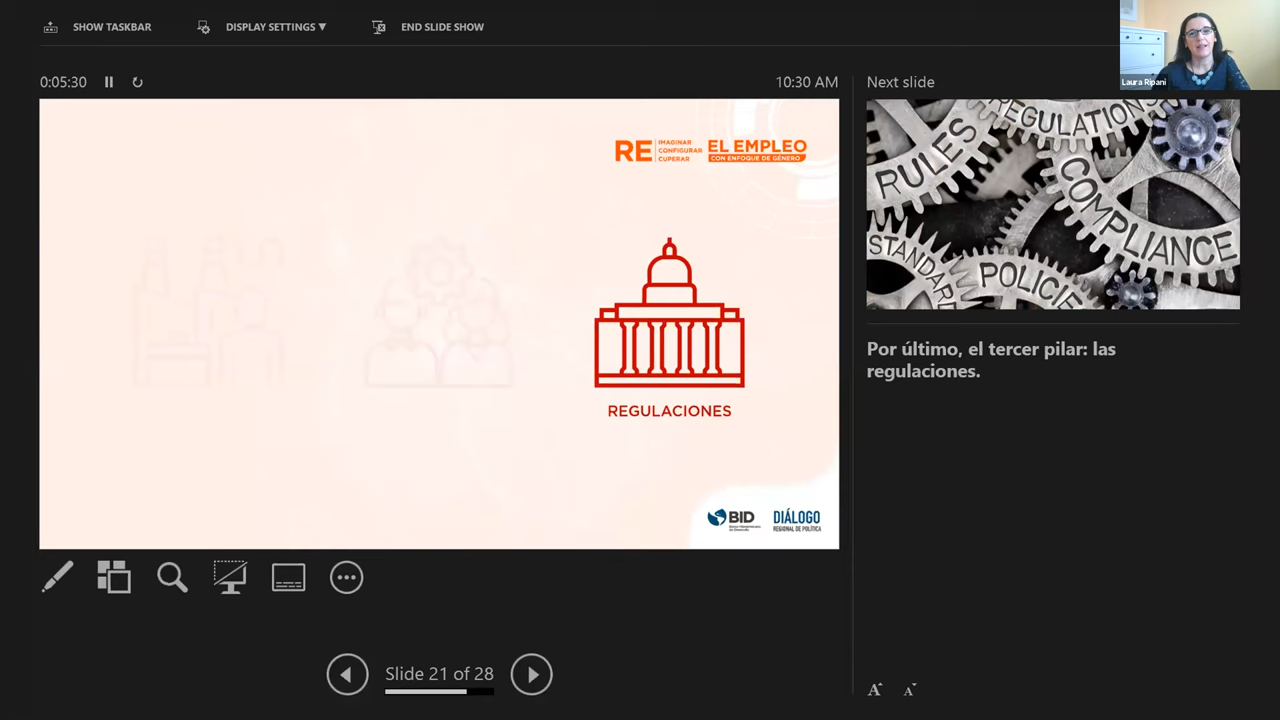 SHOW TASKBAR
DISPLAY SETTINGS ▼
END SLIDE SHOW
Laura Ripani
0:05:30
10:30 AM
Next slide
RE IMAGINAR
CONFIGURAR
CUPERAR
EL EMPLEO
CON ENFOQUE DE GÉNERO
REGULACIONES
BID
DIÁLOGO
REGIONAL DE POLÍTICA
RULES
REGULATIONS
COMPLIANCE
STANDARD
POLICIE
Por último, el tercer pilar: las
regulaciones.
Slide 21 of 28
A A